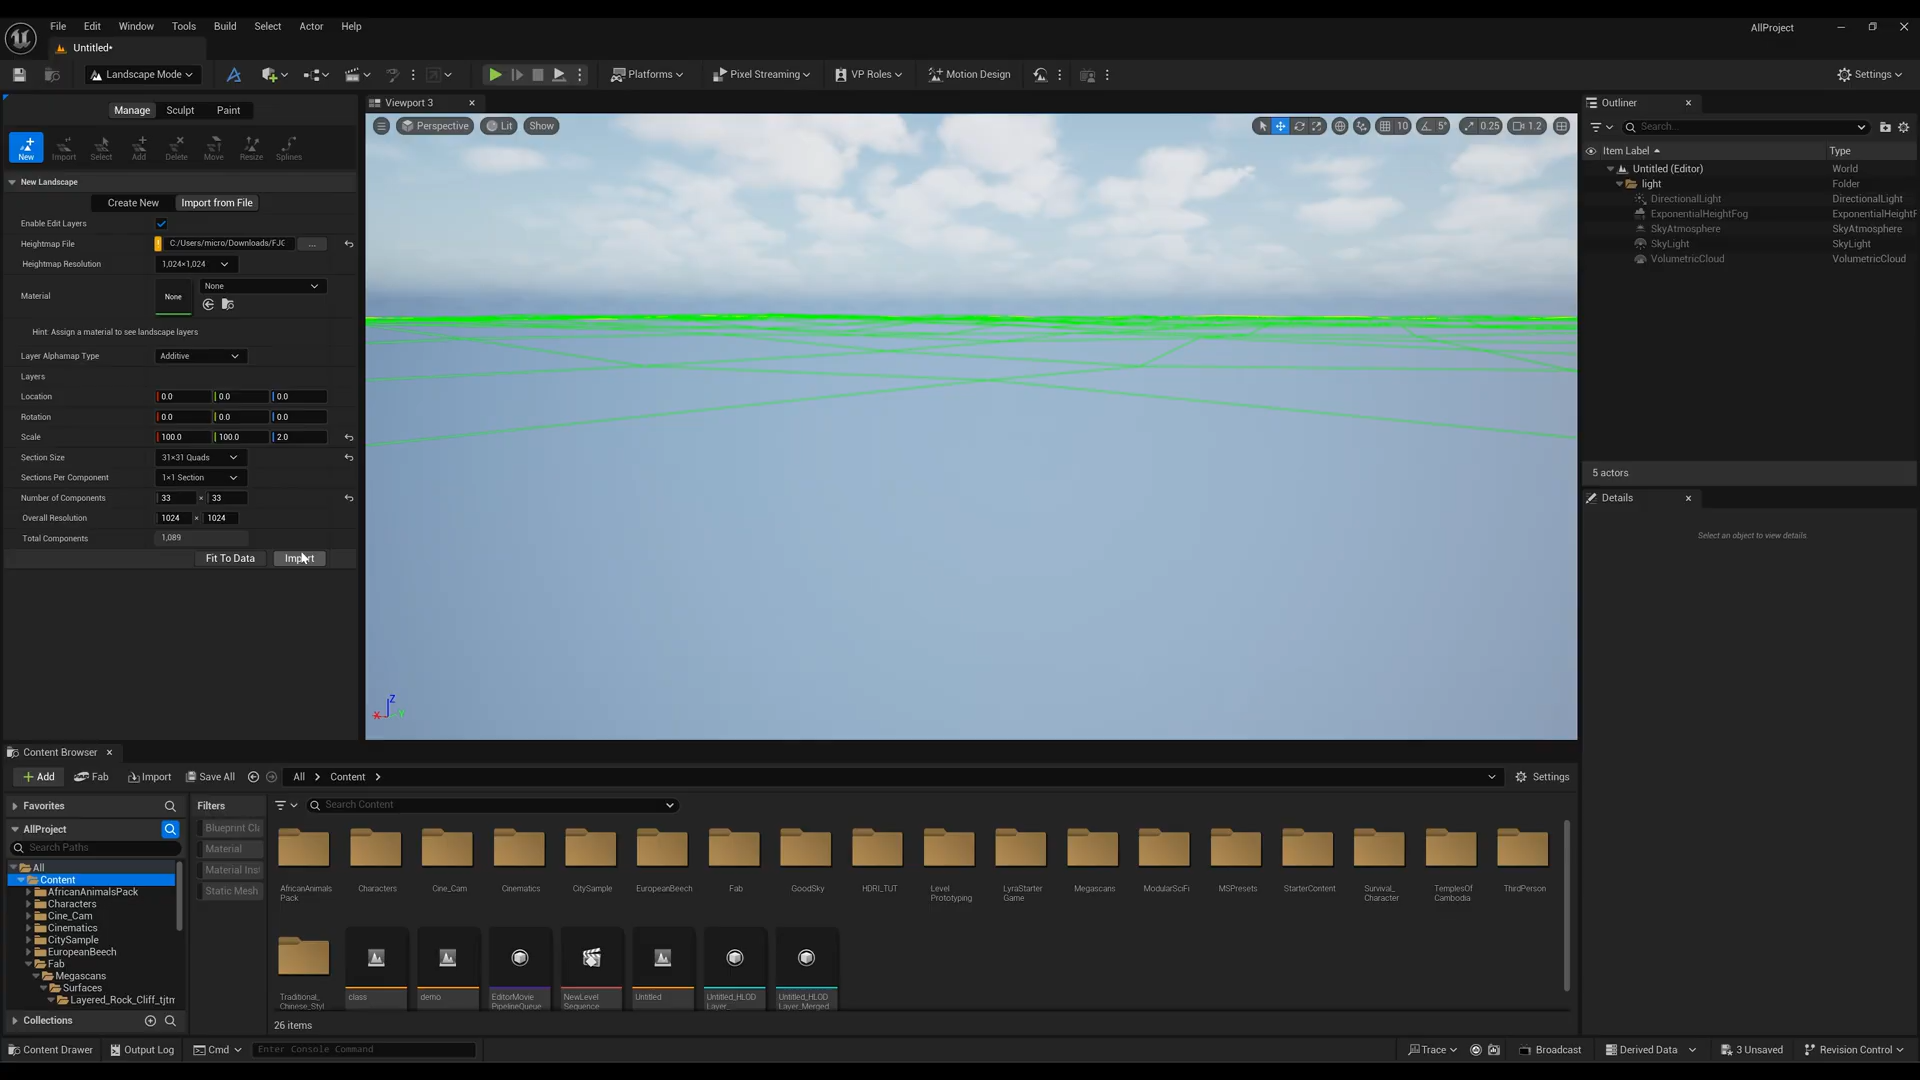 File Edit Window Tools Build Select Actor Help
AllProject
Untitled*
Landscape Mode
Platforms
Pixel Streaming
VP Roles
Motion Design
Settings
Manage Sculpt Paint
New Import Select Add Delete Move Resize Splines
New Landscape
Create New Import from File
Enable Edit Layers
Heightmap File C:/Users/micro/Downloads/FJC ...
Heightmap Resolution 1,024×1,024
Material None None
Hint: Assign a material to see landscape layers
Layer Alphamap Type Additive
Layers
Location 0.0 0.0 0.0
Rotation 0.0 0.0 0.0
Scale 100.0 100.0 2.0
Section Size 31×31 Quads
Sections Per Component 1×1 Section
Number of Components 33 × 33
Overall Resolution 1024 × 1024
Total Components 1,089
Fit To Data Import
Viewport 3
Perspective Lit Show
10 5° 0.25 1.2
Z
X Y
Outliner
Search...
Item Label Type
Untitled (Editor) World
light Folder
DirectionalLight DirectionalLight
ExponentialHeightFog ExponentialHeightF
SkyAtmosphere SkyAtmosphere
SkyLight SkyLight
VolumetricCloud VolumetricCloud
5 actors
Details
Select an object to view details
Content Browser
Add Fab Import Save All All Content Settings
Favorites
AllProject
Search Paths
All
Content
AfricanAnimalsPack
Characters
Cine_Cam
Cinematics
CitySample
EuropeanBeech
Fab
Megascans
Surfaces
Layered_Rock_Cliff_tjtm
Collections
Filters
Blueprint Cl
Material
Material Ins
Static Mesh
Search Content
AfricanAnimals
Pack
Characters
Cine_Cam
Cinematics
CitySample
EuropeanBeech
Fab
GoodSky
HDRI_TUT
Level
Prototyping
LyraStarter
Game
Megascans
ModularSciFi
MSPresets
StarterContent
Survival_
Character
TemplesOf
Cambodia
ThirdPerson
Traditional_
Chinese_Styl
class
demo
EditorMovie
PipelineQueue
NewLevel
Sequence
Untitled
Untitled_HLOD
Layer_
Untitled_HLOD
Layer_Merged
26 items
Content Drawer Output Log Cmd Enter Console Command
Trace Broadcast Derived Data 3 Unsaved Revision Control